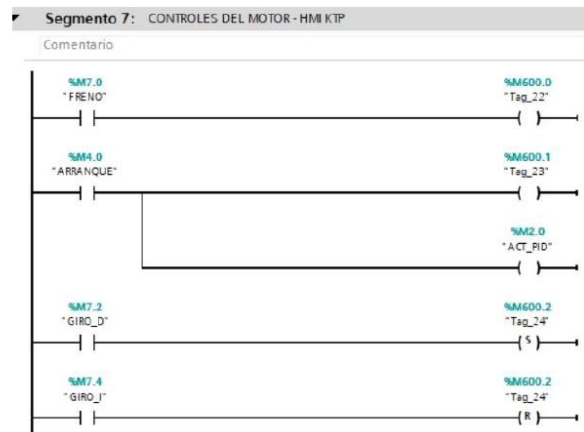 Segmento 7: CONTROLES DEL MOTOR - HMI KTP
Comentario
%M7.0 %M600.0
"FRENO" "Tag_22"
%M4.0 %M600.1
"ARRANQUE" "Tag_23"
%M2.0
"ACT_PID"
%M7.2 %M600.2
"GIRO_D" "Tag_24"
S
%M7.4 %M600.2
"GIRO_I" "Tag_24"
R